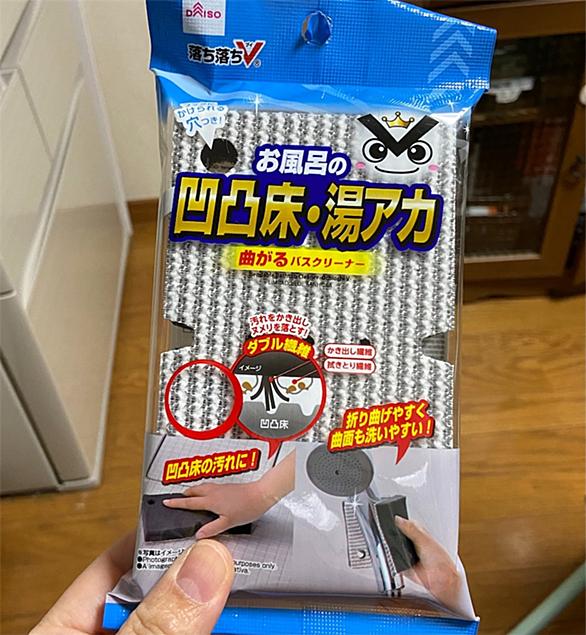 DAISO
落ち落ちV
かけられる
穴つき!
お風呂の
凹凸床・湯アカ
曲がるバスクリーナー
汚れをかき出し
ヌメリを落とす!
ダブル繊維
かき出し繊維
拭きとり繊維
イメージ
凹凸床
折り曲げやすく
曲面も洗いやすい!
凹凸床の汚れに!
※写真はイメージ
purposes only